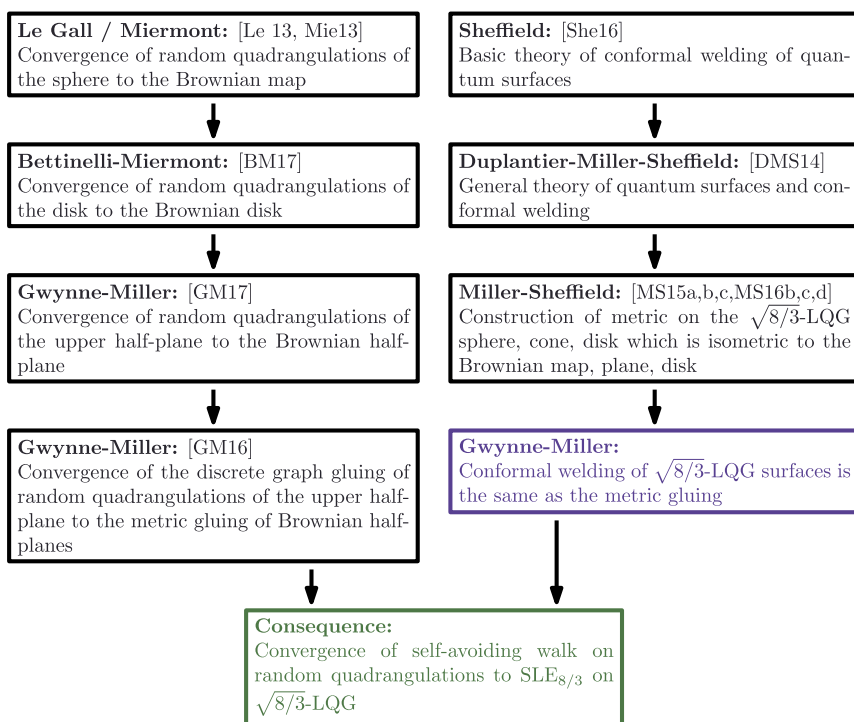 Le Gall / Miermont: [Le 13, Mie13]
Convergence of random quadrangulations of
the sphere to the Brownian map
Bettinelli-Miermont: [BM17]
Convergence of random quadrangulations of
the disk to the Brownian disk
Gwynne-Miller: [GM17]
Convergence of random quadrangulations of
the upper half-plane to the Brownian half-
plane
Gwynne-Miller: [GM16]
Convergence of the discrete graph gluing of
random quadrangulations of the upper half-
plane to the metric gluing of Brownian half-
planes
Sheffield: [She16]
Basic theory of conformal welding of quan-
tum surfaces
Duplantier-Miller-Sheffield: [DMS14]
General theory of quantum surfaces and con-
formal welding
Miller-Sheffield: [MS15a,b,c,MS16b,c,d]
Construction of metric on the √8/3-LQG
sphere, cone, disk which is isometric to the
Brownian map, plane, disk
Gwynne-Miller:
Conformal welding of √8/3-LQG surfaces is
the same as the metric gluing
Consequence:
Convergence of self-avoiding walk on
random quadrangulations to SLE8/3 on
√8/3-LQG